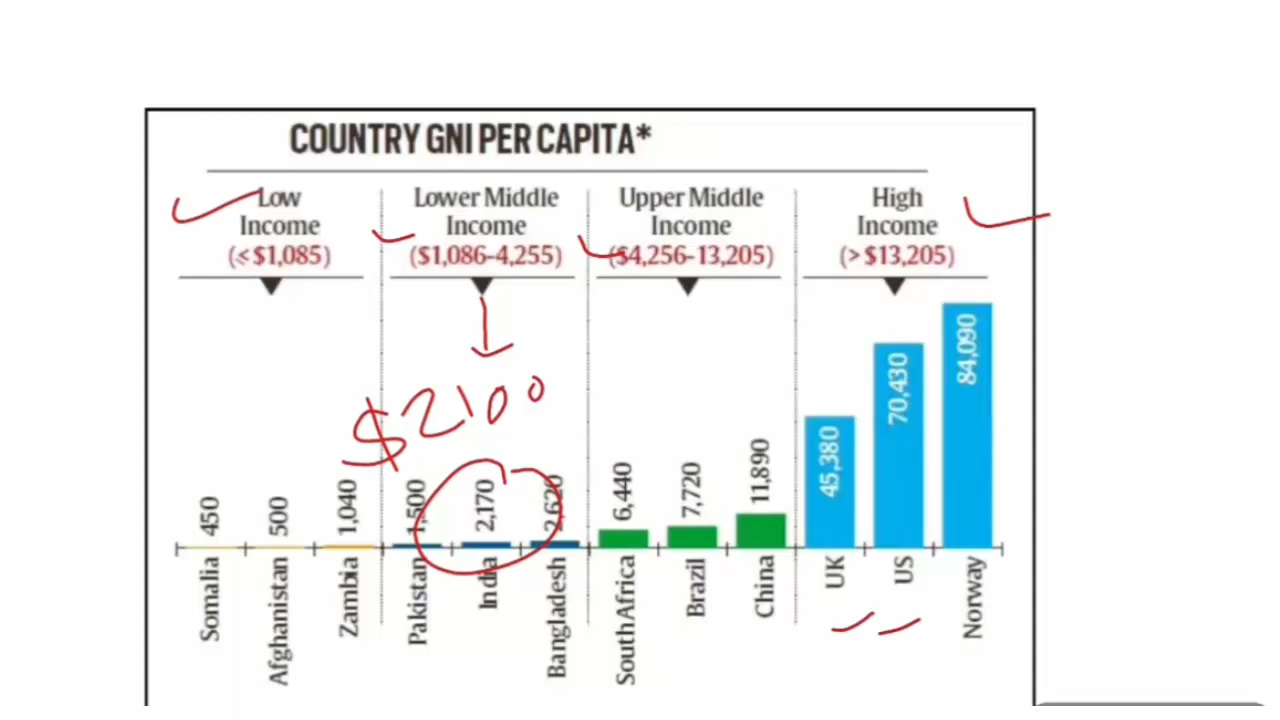 COUNTRY GNI PER CAPITA*
Low
Income
(<$1,085)
Lower Middle
Income
($1,086-4,255)
Upper Middle
Income
($4,256-13,205)
High
Income
(>$13,205)
$2100
450
500
1,040
1,500
2,170
2,620
6,440
7,720
11,890
45,380
70,430
84,090
Somalia
Afghanistan
Zambia
Pakistan
India
Bangladesh
South Africa
Brazil
China
UK
US
Norway